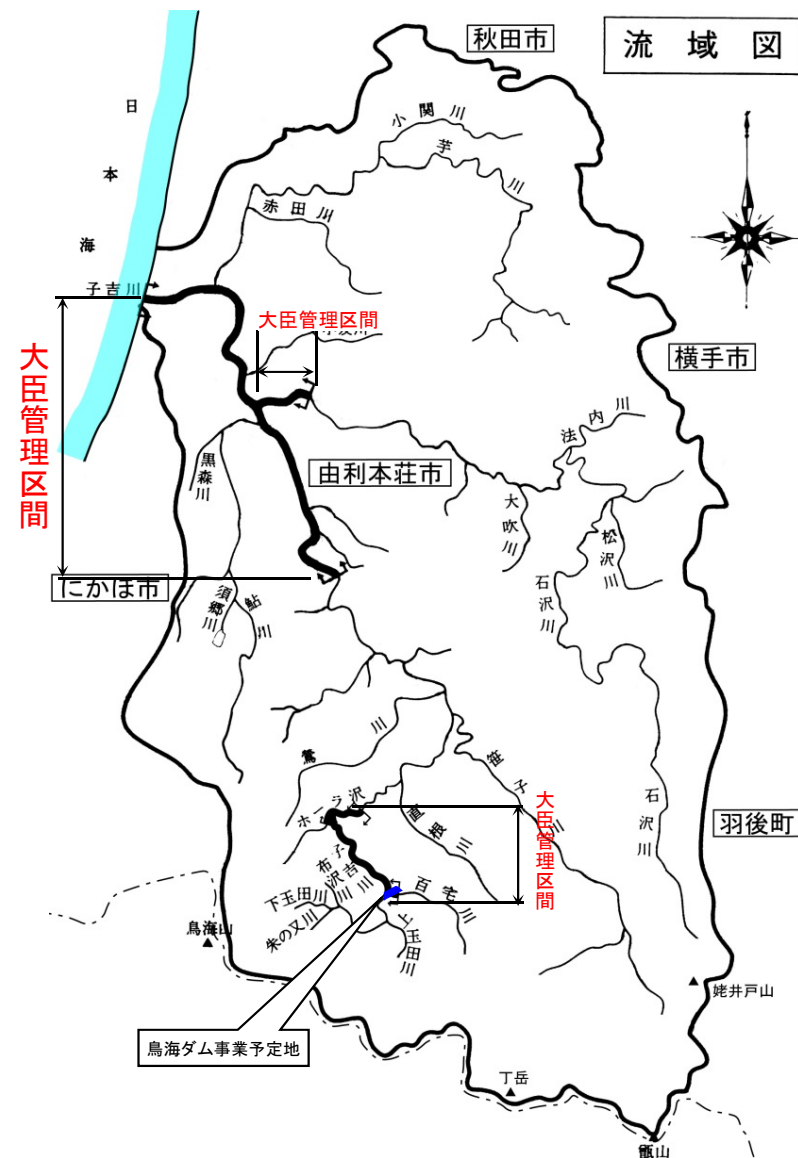 流域図
秋田市
日本海
小関川
芋川
赤田川
子吉川
大臣管理区間
大臣管理区間
横手市
法内川
黒森川
由利本荘市
大吹川
松沢川
石沢川
にかほ市
須郷川
鮎川
鶯川
笹子川
ホーラ沢
直根川
大臣管理区間
石沢川
羽後町
布沢川
子吉川
百宅川
下玉田川
朱の又川
上玉田川
鳥海山
姥井戸山
鳥海ダム事業予定地
丁岳
甑山